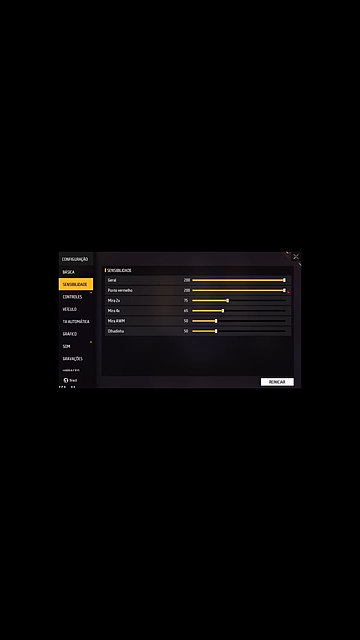 CONFIGURAÇÃO
BÁSICA
SENSIBILIDADE
CONTROLES
VEÍCULO
TA AUTOMÁTICA
GRÁFICO
SOM
GRAVAÇÕES
Brasil
SENSIBILIDADE
Geral 200
Ponto vermelho 200
Mira 2x 75
Mira 4x 65
Mira AWM 50
Olhadinha 50
REINICIAR